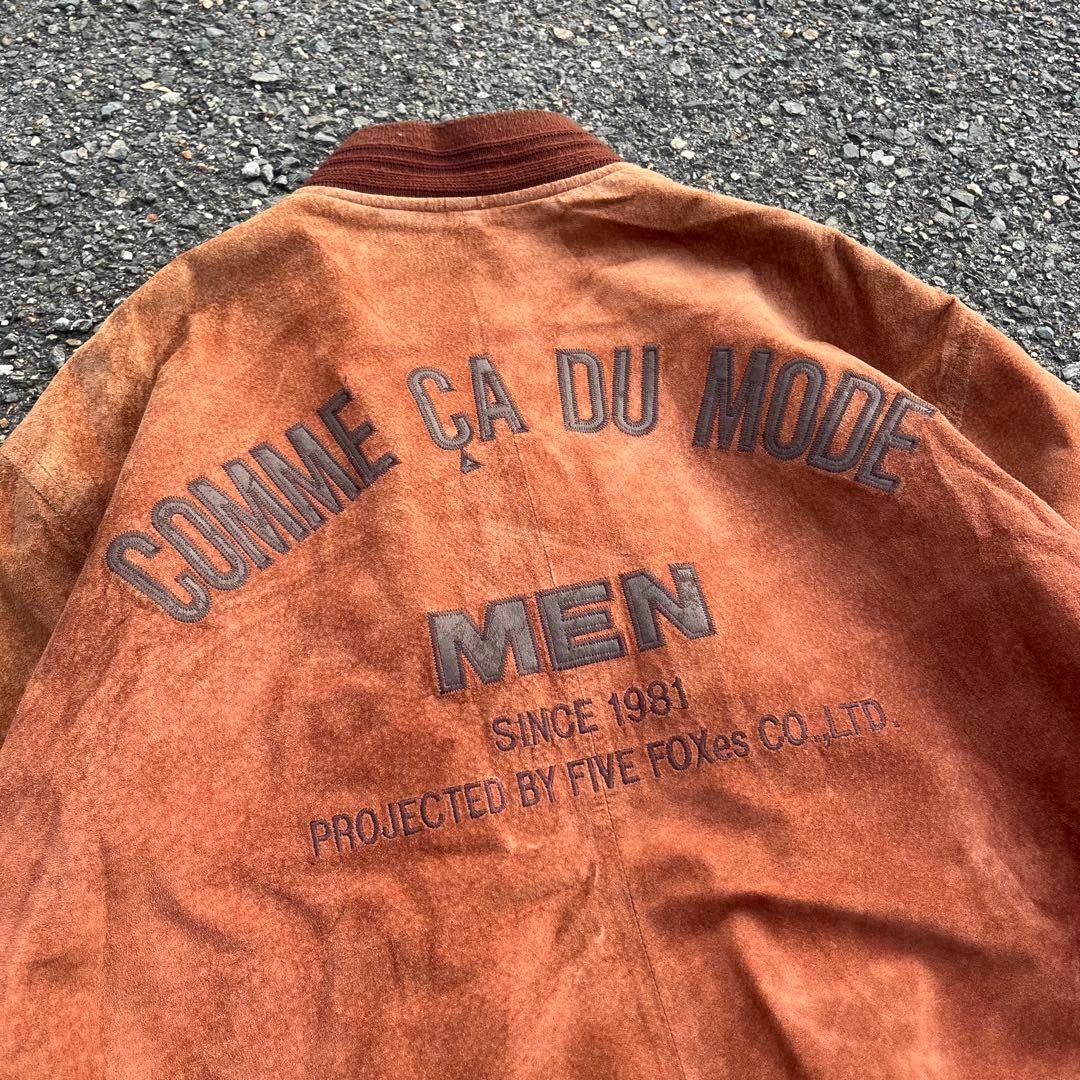 COMME ÇA DU MODE
MEN
SINCE 1981
PROJECTED BY FIVE FOXes CO.,LTD.